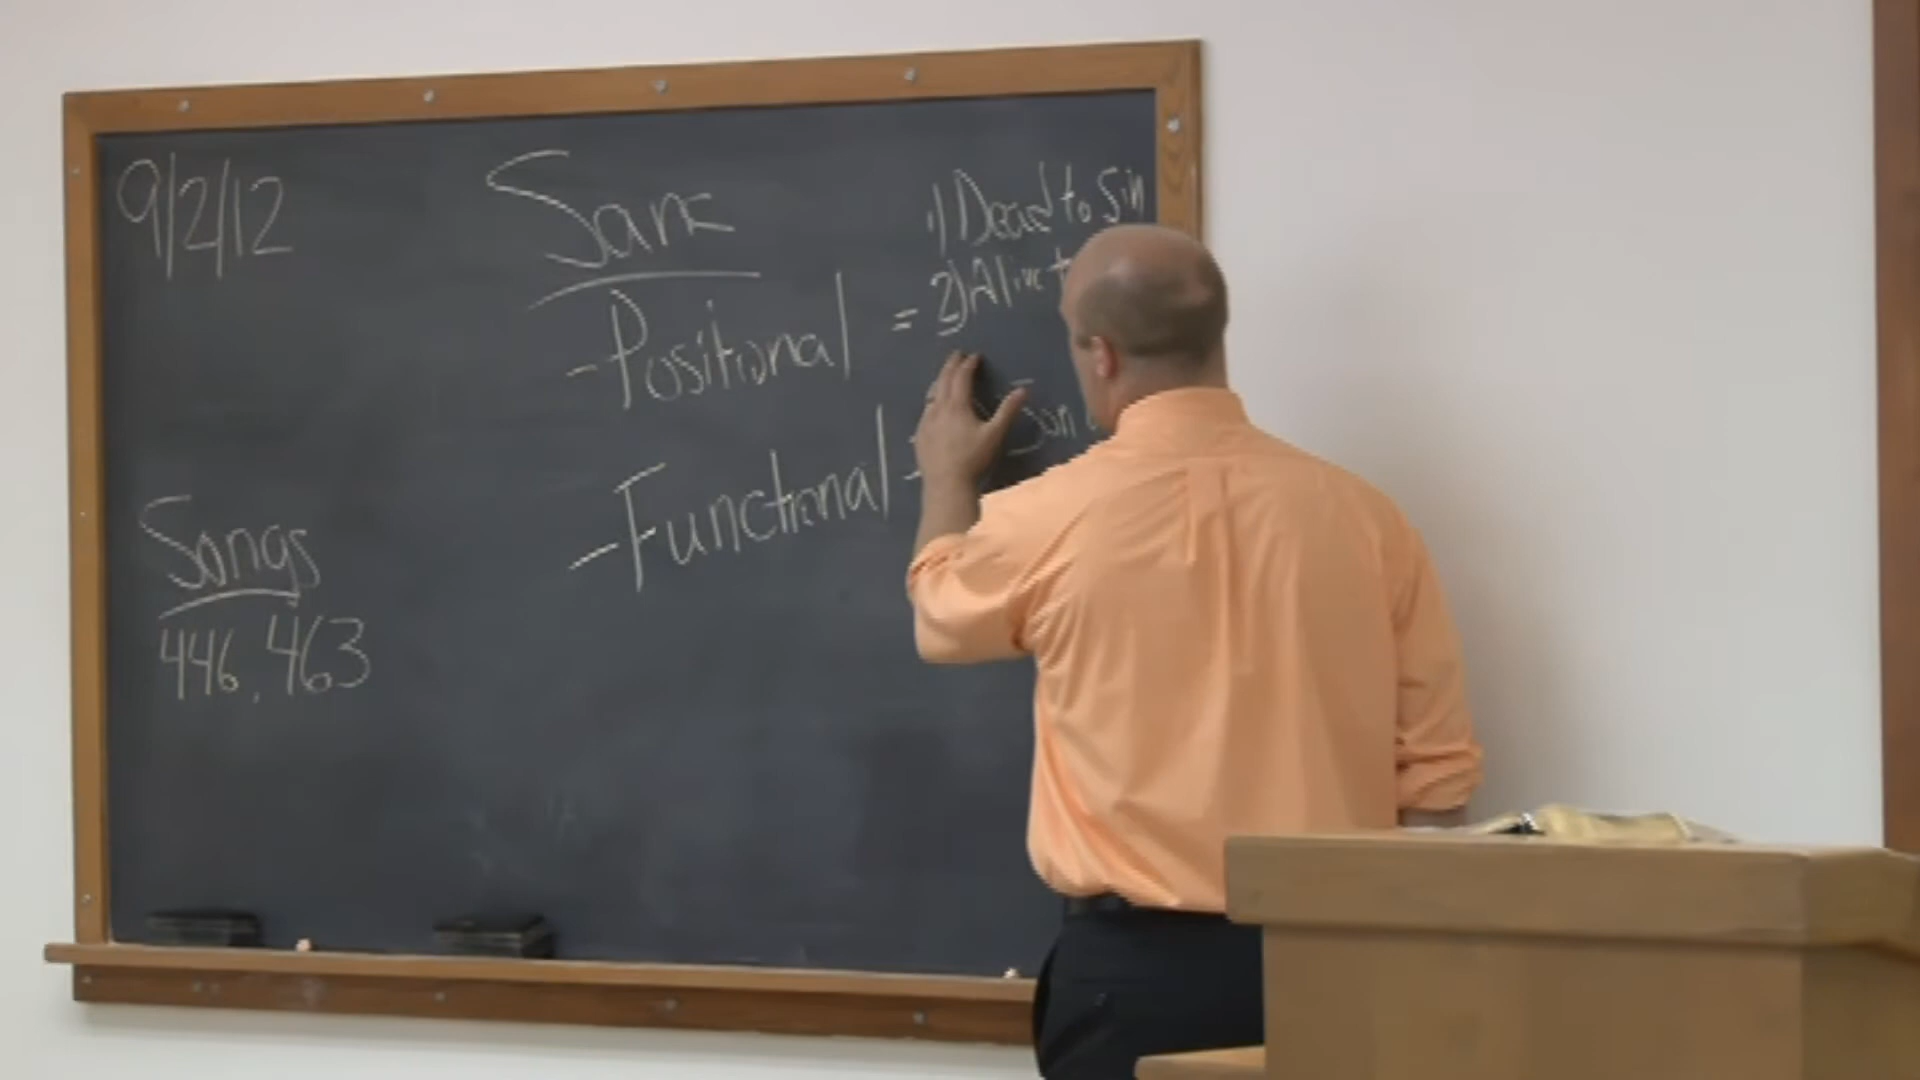 9/2/12
Sanc
- Positional = 1) Dead to Sin
2) Alive
- Functional =
Songs
446, 463